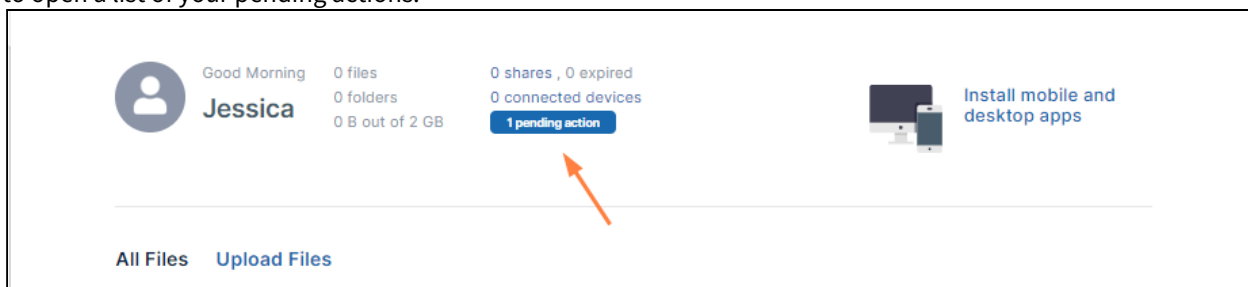 to open a list of your pending actions.
Good Morning
Jessica
0 files
0 folders
0 B out of 2 GB
0 shares , 0 expired
0 connected devices
1 pending action
Install mobile and
desktop apps
All Files Upload Files